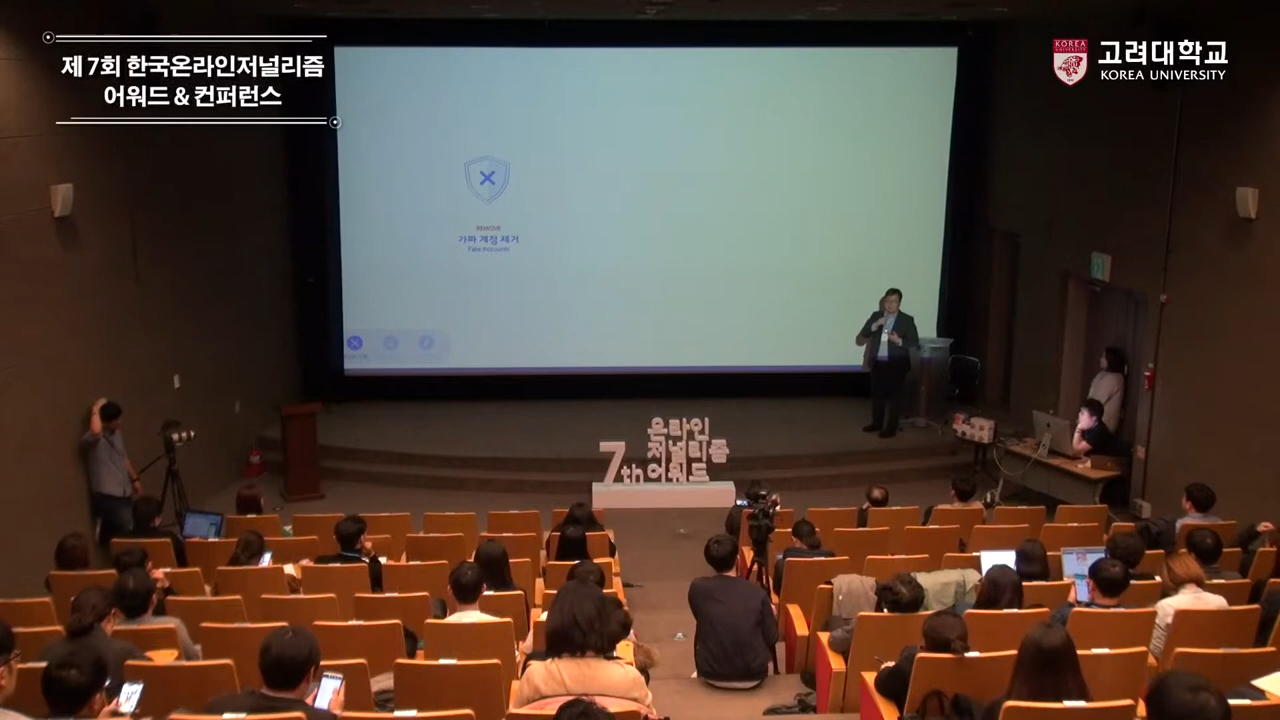 제 7회 한국온라인저널리즘
어워드 & 컨퍼런스
KOREA
고려대학교
KOREA UNIVERSITY
REMOVE
가짜 계정 제거
Fake Accounts
7th
온라인
저널리즘
어워드